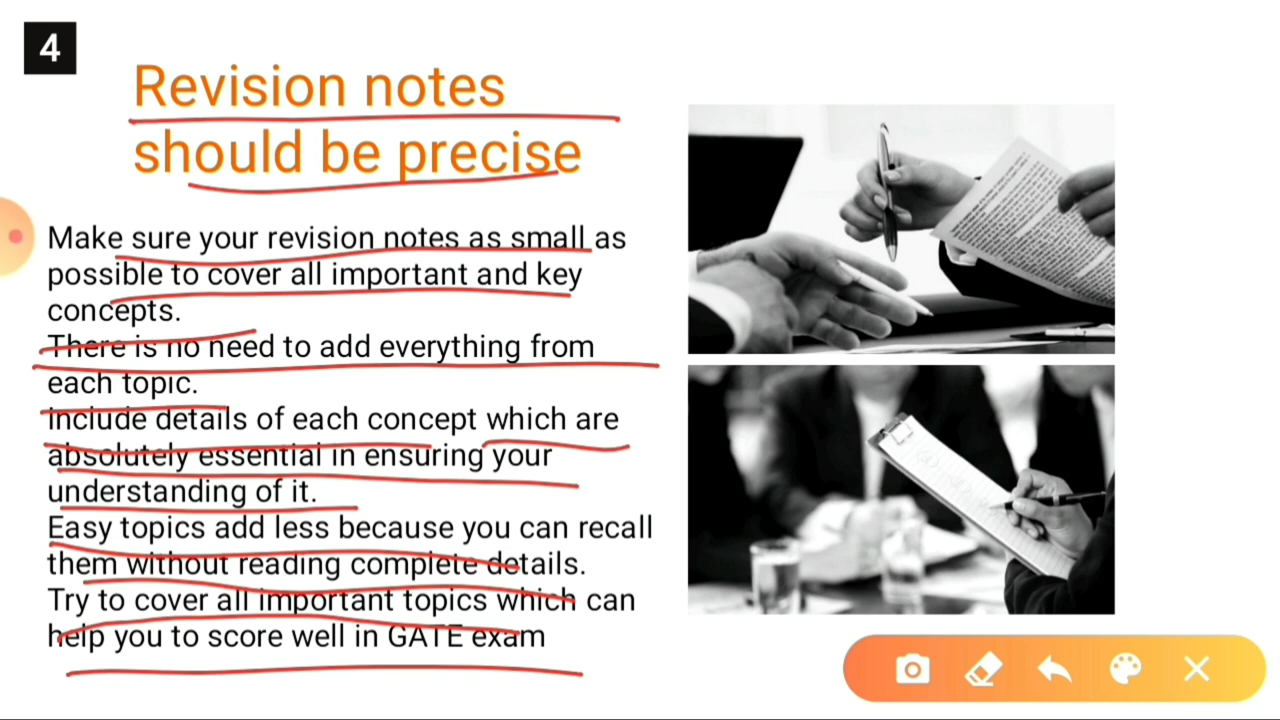 4
Revision notes
should be precise
Make sure your revision notes as small as
possible to cover all important and key
concepts.
There is no need to add everything from
each topic.
Include details of each concept which are
absolutely essential in ensuring your
understanding of it.
Easy topics add less because you can recall
them without reading complete details.
Try to cover all important topics which can
help you to score well in GATE exam